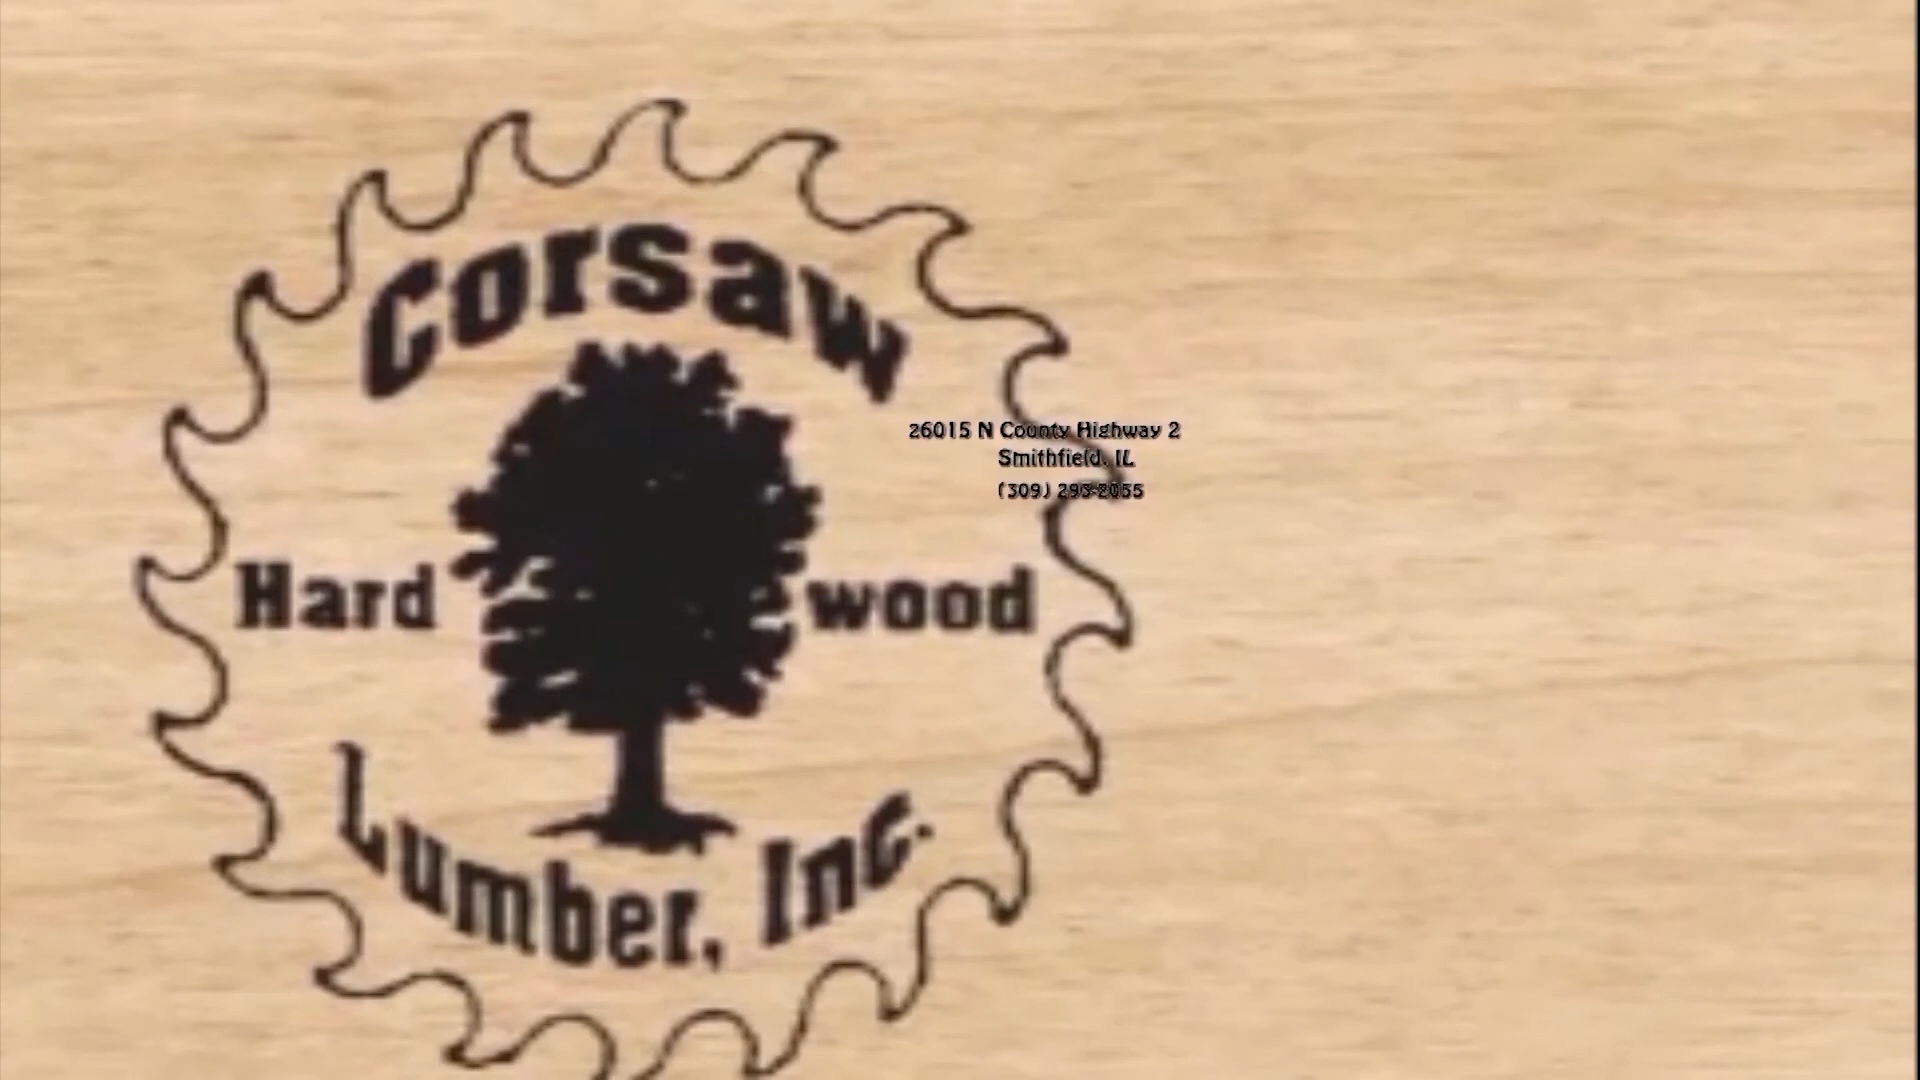 Corsaw
26015 N County Highway 2
Smithfield, IL
(309) 293-2055
Hard wood
Lumber, Inc.